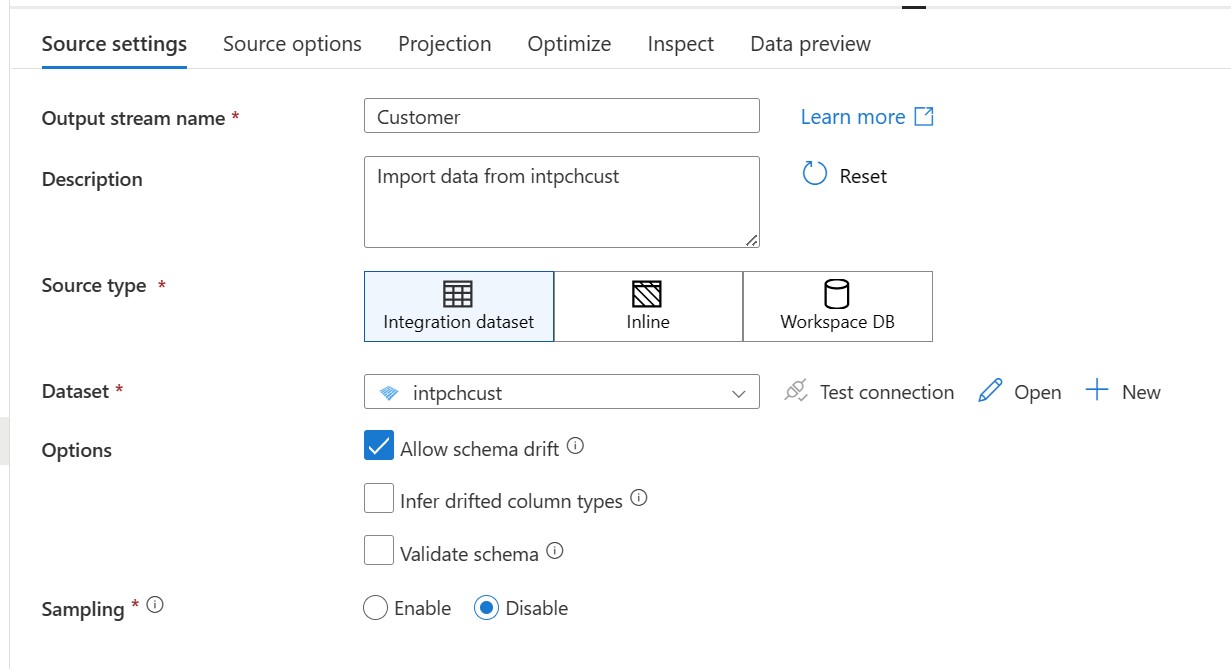 Source settings Source options Projection Optimize Inspect Data preview
Output stream name * Customer Learn more
Description Import data from intpchcust Reset
Source type * Integration dataset Inline Workspace DB
Dataset * intpchcust Test connection Open New
Options Allow schema drift
Infer drifted column types
Validate schema
Sampling * Enable Disable